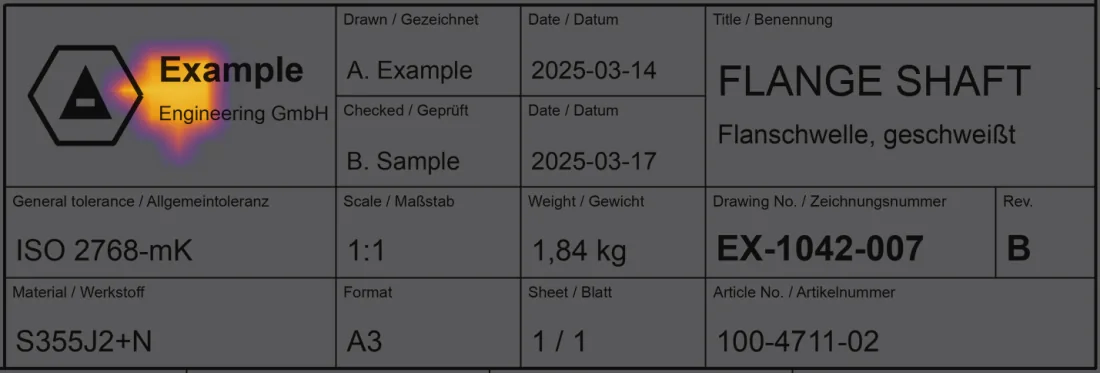 Example
Engineering GmbH
Drawn / Gezeichnet
A. Example
Date / Datum
2025-03-14
Checked / Geprüft
B. Sample
Date / Datum
2025-03-17
Title / Benennung
FLANGE SHAFT
Flanschwelle, geschweißt
General tolerance / Allgemeintoleranz
ISO 2768-mK
Scale / Maßstab
1:1
Weight / Gewicht
1,84 kg
Drawing No. / Zeichnungsnummer
EX-1042-007
Rev.
B
Material / Werkstoff
S355J2+N
Format
A3
Sheet / Blatt
1 / 1
Article No. / Artikelnummer
100-4711-02